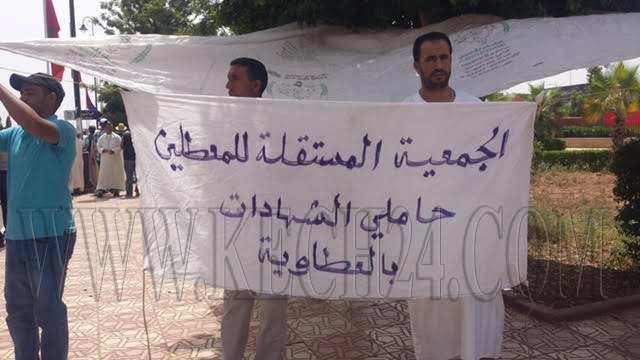 الجمعية المستقلة للمعطلين
حاملي الشهادات
بالعطاوية
WWW.KECH24.COM